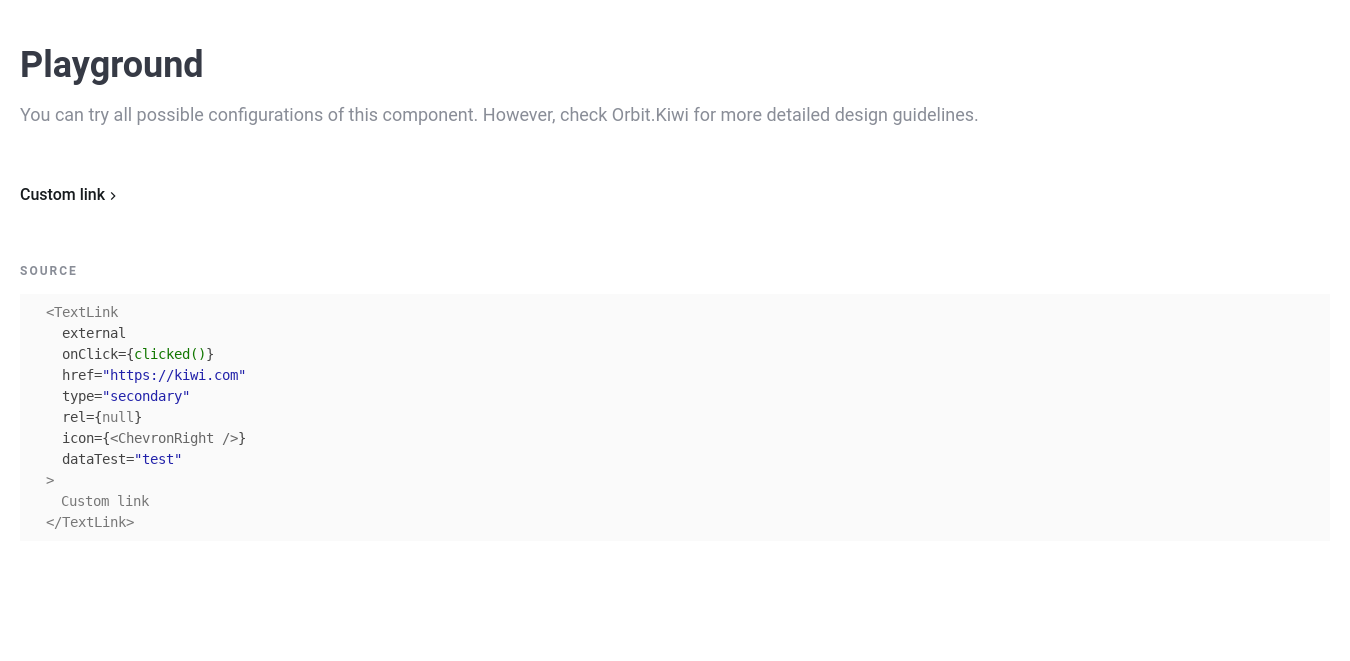 Playground
You can try all possible configurations of this component. However, check Orbit.Kiwi for more detailed design guidelines.
Custom link
SOURCE
<TextLink
  external
  onClick={clicked()}
  href="https://kiwi.com"
  type="secondary"
  rel={null}
  icon={<ChevronRight />}
  dataTest="test"
>
  Custom link
</TextLink>